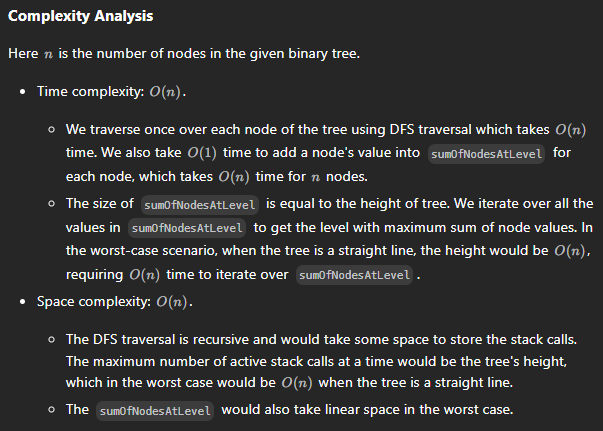 Complexity Analysis
Here n is the number of nodes in the given binary tree.
• Time complexity: O(n).
○ We traverse once over each node of the tree using DFS traversal which takes O(n)
time. We also take O(1) time to add a node's value into sumOfNodesAtLevel for
each node, which takes O(n) time for n nodes.
○ The size of sumOfNodesAtLevel is equal to the height of tree. We iterate over all the
values in sumOfNodesAtLevel to get the level with maximum sum of node values. In
the worst-case scenario, when the tree is a straight line, the height would be O(n),
requiring O(n) time to iterate over sumOfNodesAtLevel .
• Space complexity: O(n).
○ The DFS traversal is recursive and would take some space to store the stack calls.
The maximum number of active stack calls at a time would be the tree's height,
which in the worst case would be O(n) when the tree is a straight line.
○ The sumOfNodesAtLevel would also take linear space in the worst case.